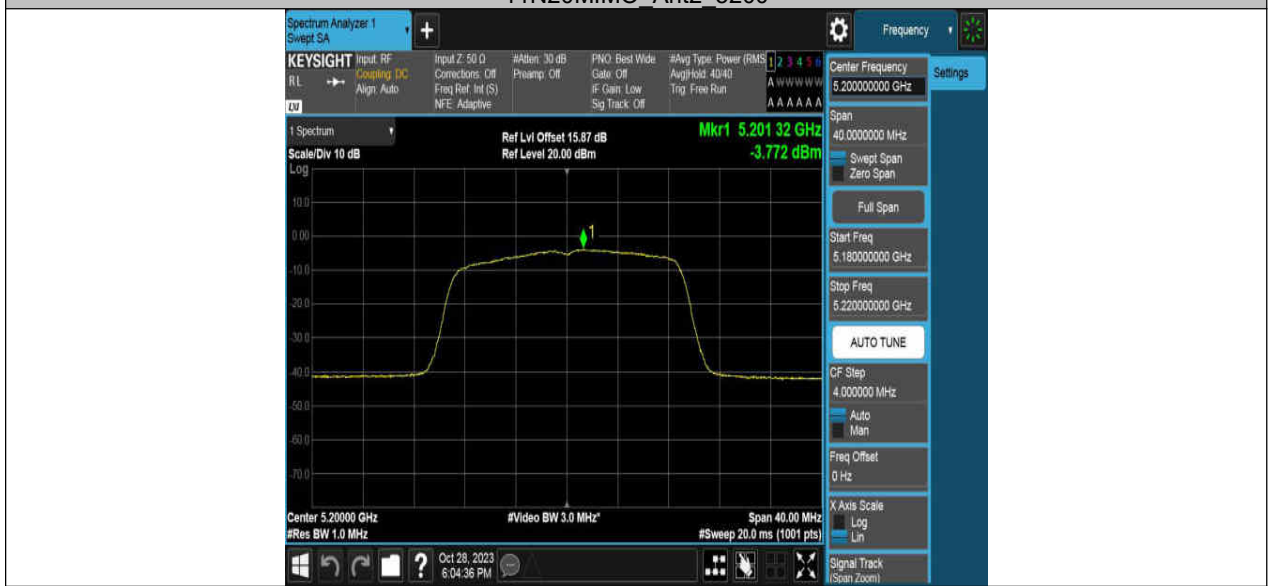 Spectrum Analyzer 1
Swept SA
+
Frequency
KEYSIGHT
RL
LXI
Input: RF
Coupling: DC
Align: Auto
Input Z: 50 Ω
Corrections: Off
Freq Ref: Int (S)
NFE: Adaptive
#Atten: 30 dB
Preamp: Off
PNO: Best Wide
Gate: Off
IF Gain: Low
Sig Track: Off
#Avg Type: Power (RMS
Avg|Hold: 40/40
Trig: Free Run
1 2 3 4 5 6
A W W W W W
A A A A A A
1 Spectrum
Scale/Div 10 dB
Log
Ref Lvl Offset 15.87 dB
Ref Level 20.00 dBm
Mkr1 5.201 32 GHz
-3.772 dBm
1
10.0
0.00
-10.0
-20.0
-30.0
-40.0
-50.0
-60.0
-70.0
Center 5.20000 GHz
#Res BW 1.0 MHz
#Video BW 3.0 MHz*
Span 40.00 MHz
#Sweep 20.0 ms (1001 pts)
Center Frequency
5.200000000 GHz
Settings
Span
40.0000000 MHz
Swept Span
Zero Span
Full Span
Start Freq
5.180000000 GHz
Stop Freq
5.220000000 GHz
AUTO TUNE
CF Step
4.000000 MHz
Auto
Man
Freq Offset
0 Hz
X Axis Scale
Log
Lin
Signal Track
(Span Zoom)
?
Oct 28, 2023
6:04:36 PM